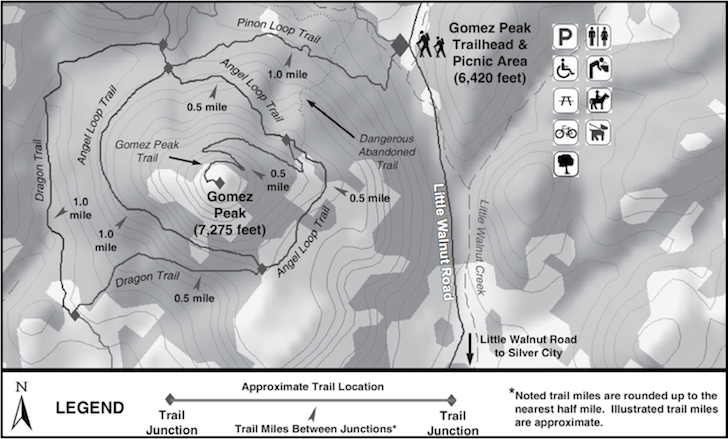 Pinon Loop Trail
1.0 mile
Gomez Peak
Trailhead &
Picnic Area
(6,420 feet)
P
Angel Loop Trail
0.5 mile
Angel Loop Trail
Dangerous
Abandoned
Trail
Gomez Peak
Trail
Dragon Trail
1.0
mile
1.0
mile
0.5
mile
0.5 mile
Gomez
Peak
(7,275 feet)
Angel Loop Trail
Dragon Trail
0.5 mile
Little Walnut Road
Little Walnut Creek
Little Walnut Road
to Silver City
N
LEGEND
Approximate Trail Location
Trail
Junction
Trail Miles Between Junctions*
Trail
Junction
*Noted trail miles are rounded up to the
nearest half mile. Illustrated trail miles
are approximate.